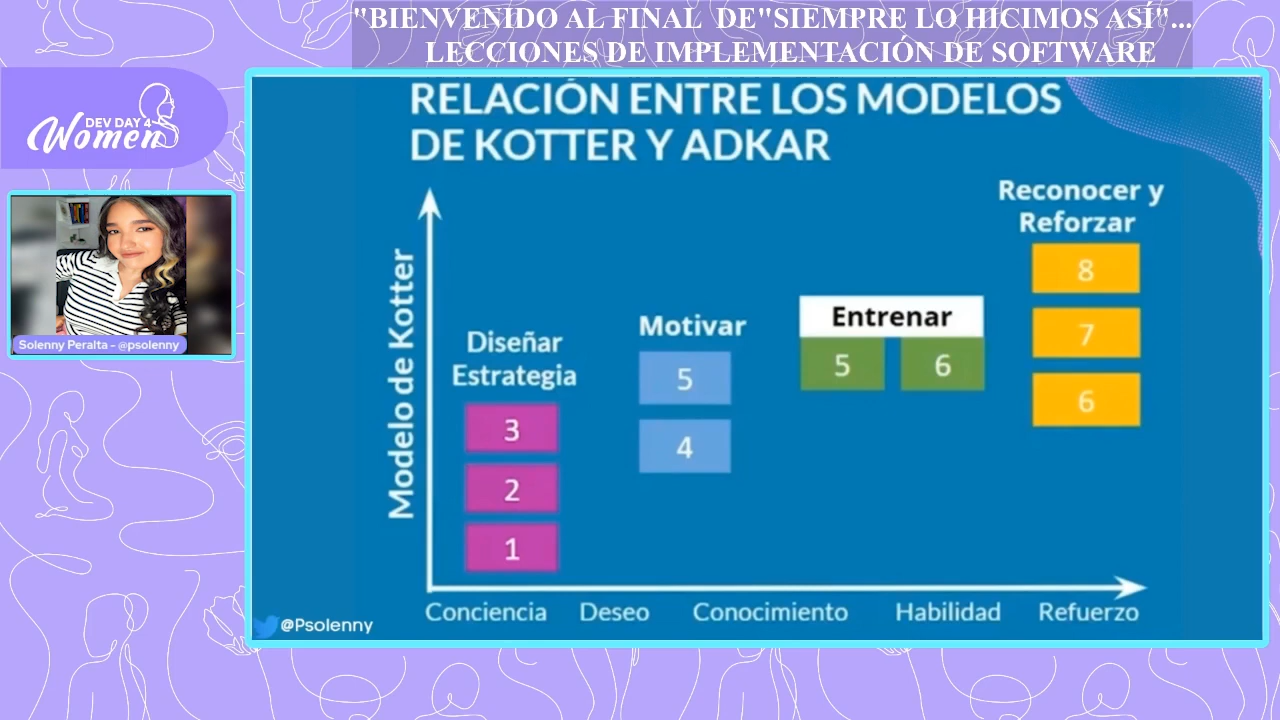 "BIENVENIDO AL FINAL DE"SIEMPRE LO HICIMOS ASÍ"...
LECCIONES DE IMPLEMENTACIÓN DE SOFTWARE
DEV DAY 4
Women
Solenny Peralta - @psolenny
RELACIÓN ENTRE LOS MODELOS
DE KOTTER Y ADKAR
Modelo de Kotter
Diseñar
Estrategia
3
2
1
Motivar
5
4
Entrenar
5 6
Reconocer y
Reforzar
8
7
6
Conciencia Deseo Conocimiento Habilidad Refuerzo
@Psolenny